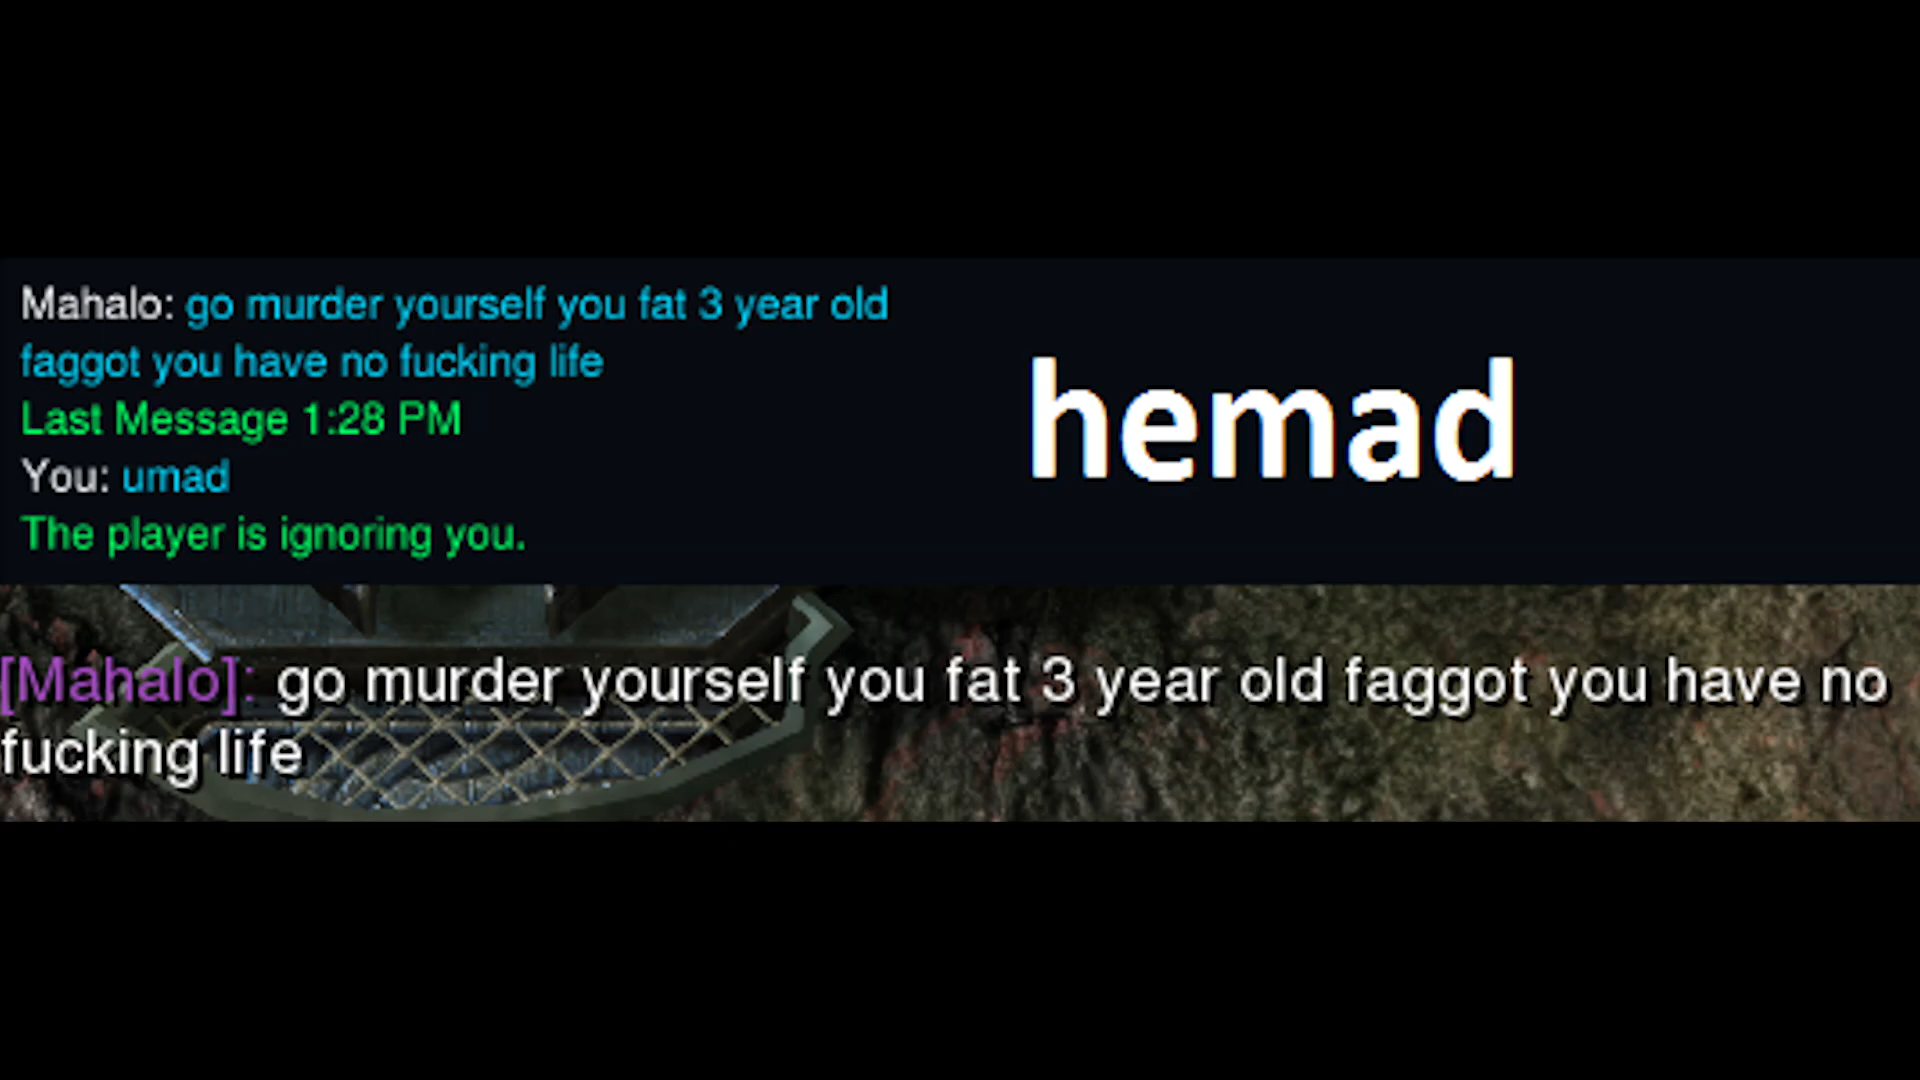 Mahalo: go murder yourself you fat 3 year old
faggot you have no fucking life
Last Message 1:28 PM
You: umad
The player is ignoring you.
hemad
[Mahalo]: go murder yourself you fat 3 year old faggot you have no
fucking life